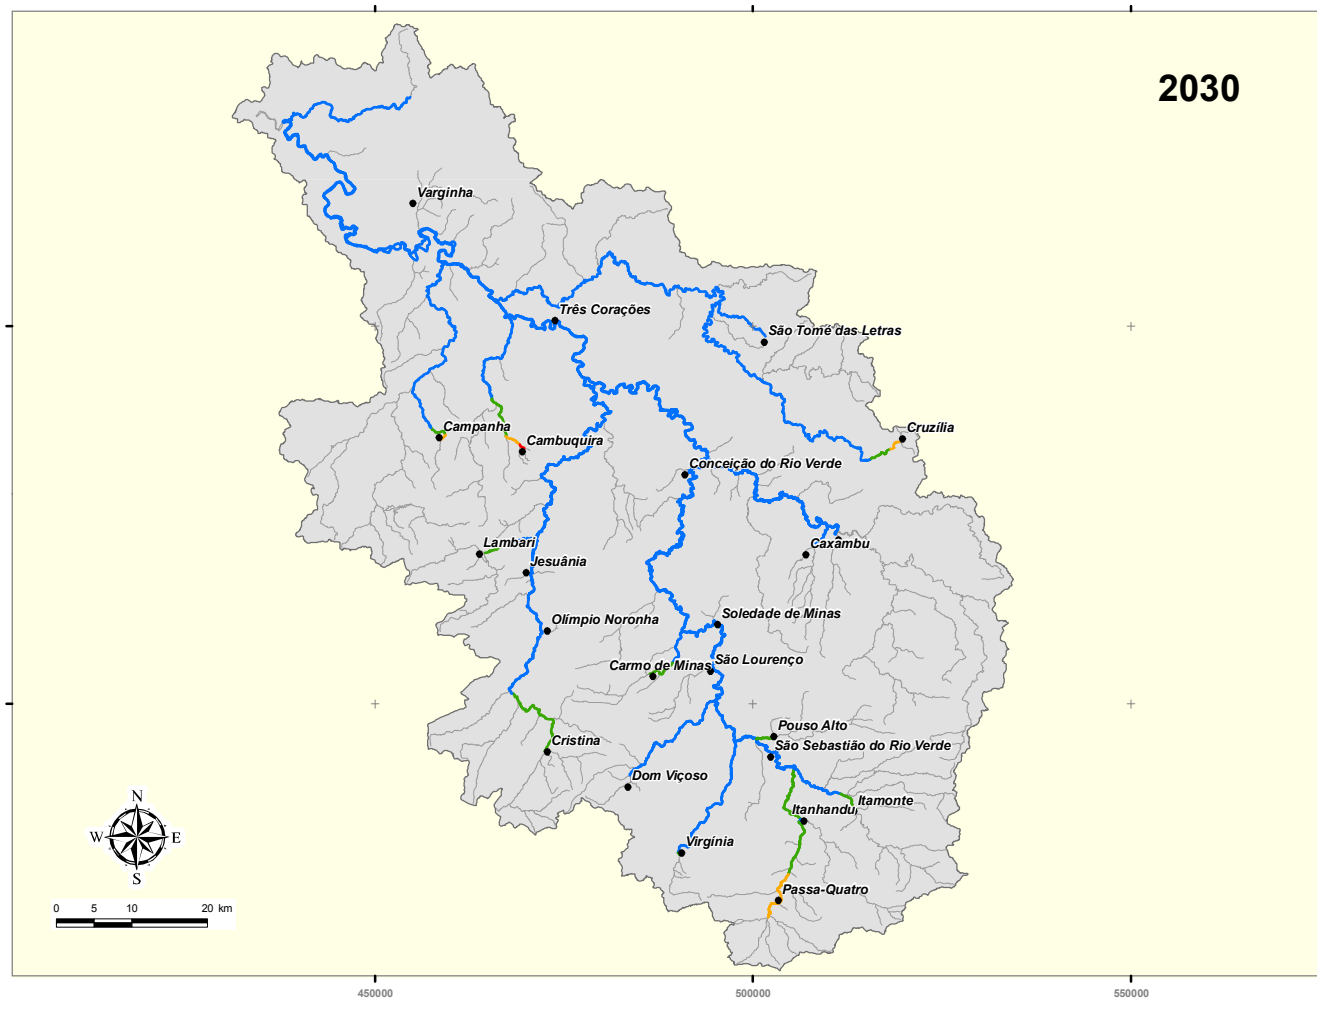 2030
Varginha
Três Corações
São Tomé das Letras
Campanha
Cambuquira
Cruzília
Conceição do Rio Verde
Lambari
Jesuânia
Caxambu
Olímpio Noronha
Soledade de Minas
Carmo de Minas
São Lourenço
Cristina
Pouso Alto
São Sebastião do Rio Verde
Dom Viçoso
Itamonte
Itanhandu
Virgínia
Passa-Quatro
N
W E
S
0 5 10 20 km
450000 500000 550000